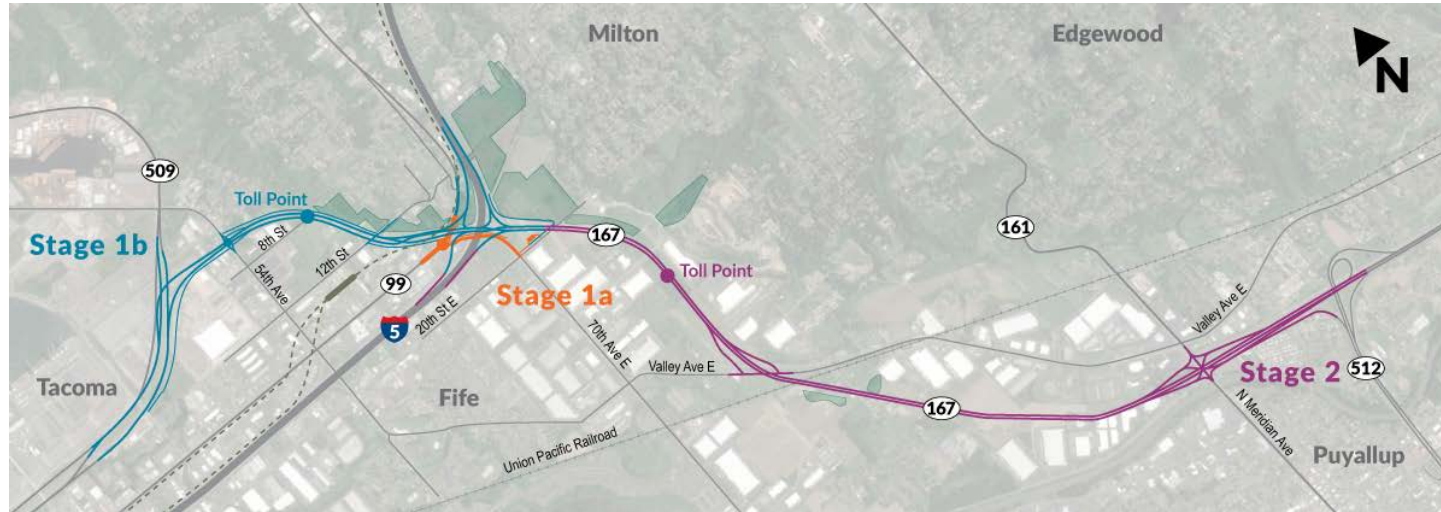 Milton
Edgewood
N
509
Toll Point
Stage 1b
8th St
54th Ave
12th St
99
5
20th St E
Stage 1a
167
Toll Point
70th Ave E
161
Valley Ave E
Valley Ave E
Tacoma
Fife
Union Pacific Railroad
167
Stage 2
512
N Meridian Ave
Puyallup